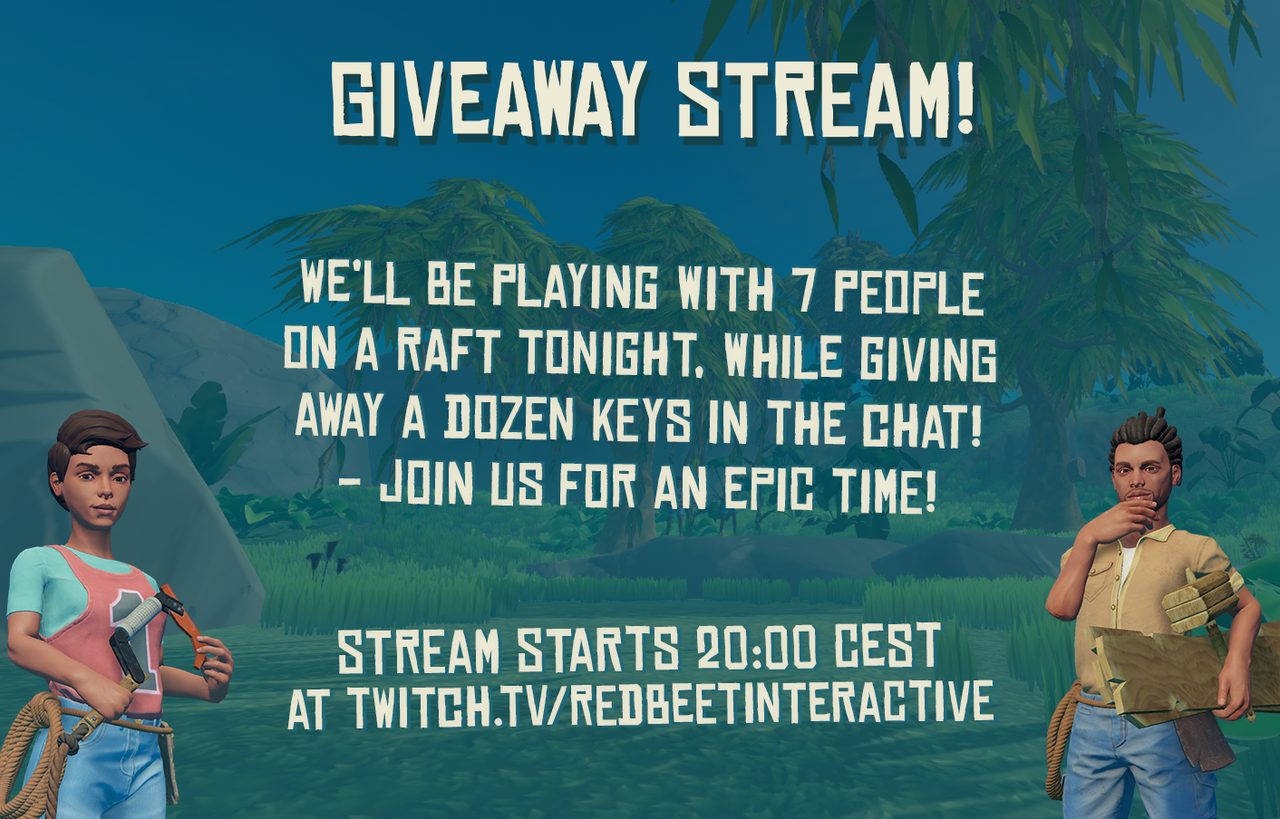 GIVEAWAY STREAM!
WE'LL BE PLAYING WITH 7 PEOPLE
ON A RAFT TONIGHT, WHILE GIVING
AWAY A DOZEN KEYS IN THE CHAT!
- JOIN US FOR AN EPIC TIME!
STREAM STARTS 20:00 CEST
AT TWITCH.TV/REDBEETINTERACTIVE
1